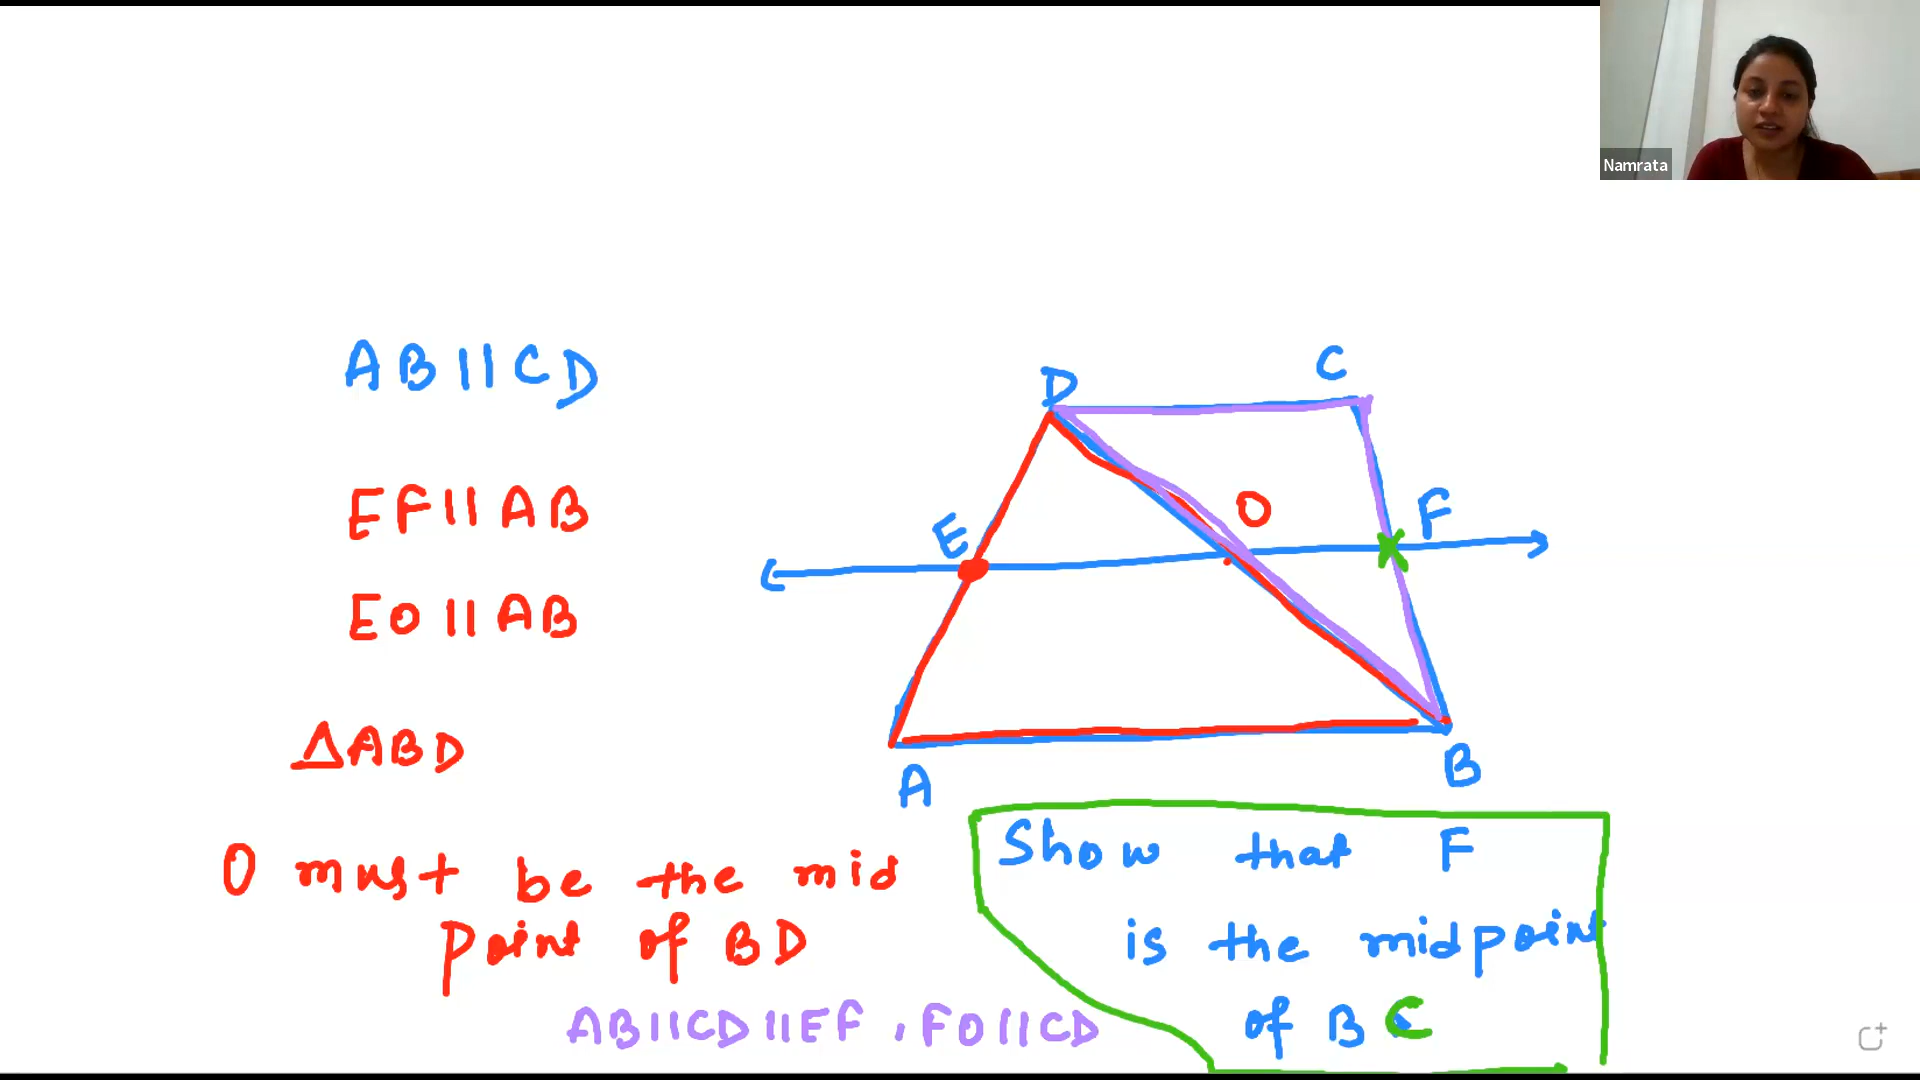 Namrata
AB||CD
EF||AB
EO||AB
△ABD
O must be the mid
point of BD
AB||CD||EF, FO||CD
D
C
E
O
F
A
B
Show that F
is the midpoint
of BC